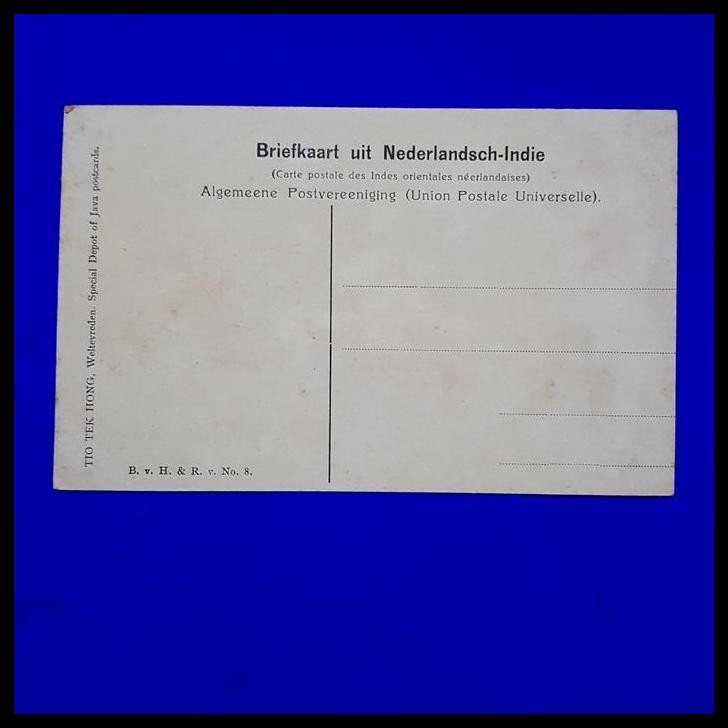 Briefkaart uit Nederlandsch-Indie
(Carte postale des Indes orientales néerlandaises)
Algemeene Postvereeniging (Union Postale Universelle).
TIO TEK HONG, Weltevreden. Special Depot of Java postcards.
B. v. H. & R. v. No. 8.